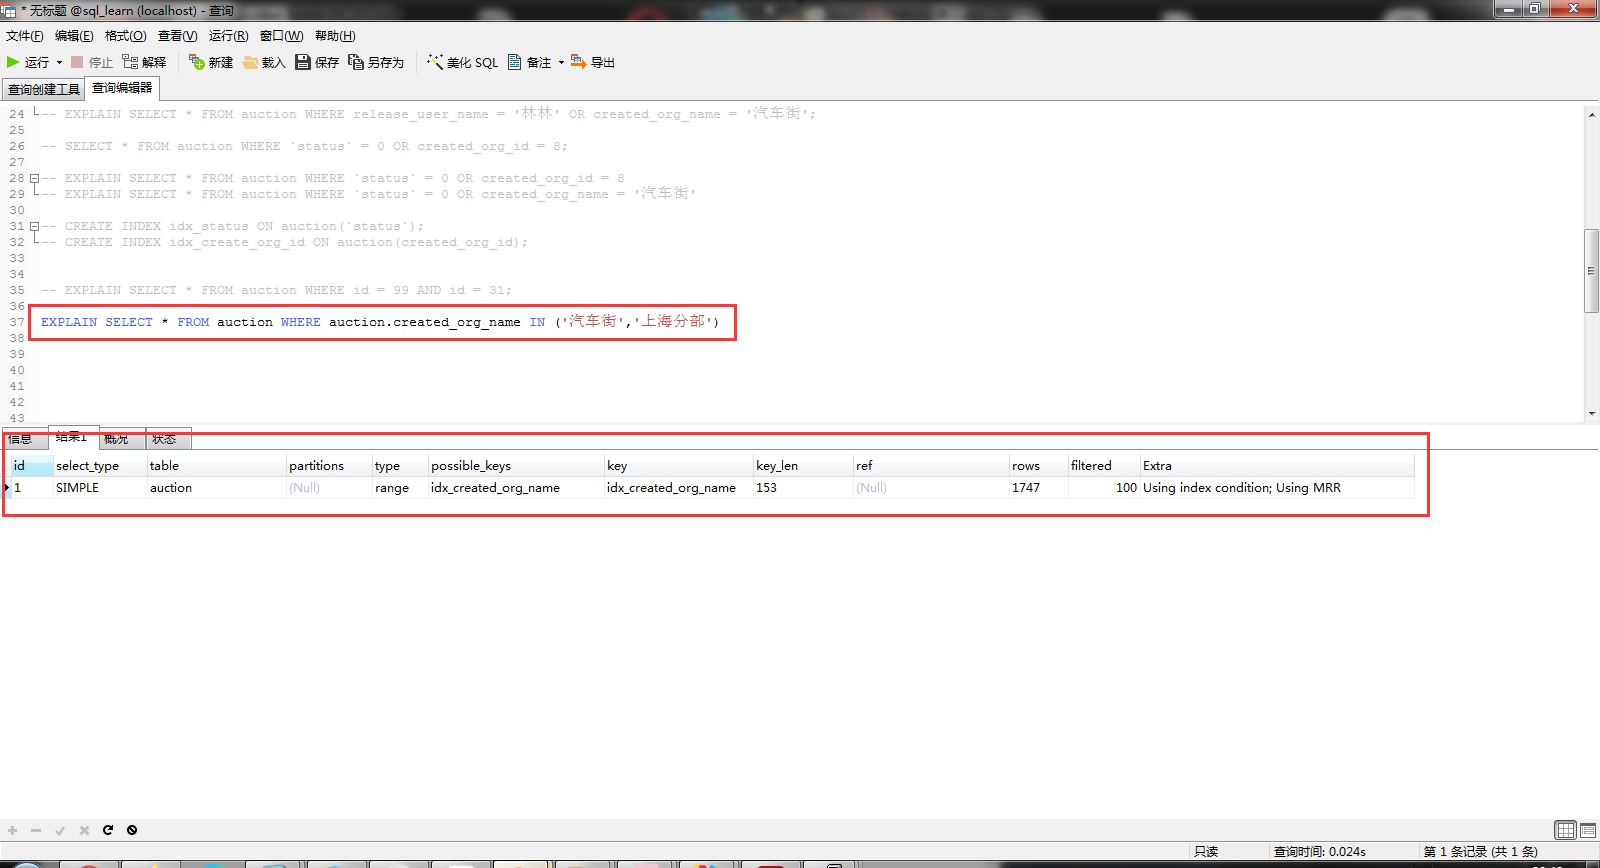 * 无标题 @sql_learn (localhost) - 查询
文件(F) 编辑(E) 格式(O) 查看(V) 运行(R) 窗口(W) 帮助(H)
运行 停止 解释 新建 载入 保存 另存为 美化 SQL 备注 导出
查询创建工具 查询编辑器
24 -- EXPLAIN SELECT * FROM auction WHERE release_user_name = '林林' OR created_org_name = '汽车街';
25
26 -- SELECT * FROM auction WHERE `status` = 0 OR created_org_id = 8;
27
28 -- EXPLAIN SELECT * FROM auction WHERE `status` = 0 OR created_org_id = 8
29 -- EXPLAIN SELECT * FROM auction WHERE `status` = 0 OR created_org_name = '汽车街'
30
31 -- CREATE INDEX idx_status ON auction(`status`);
32 -- CREATE INDEX idx_create_org_id ON auction(created_org_id);
33
34
35 -- EXPLAIN SELECT * FROM auction WHERE id = 99 AND id = 31;
36
37 EXPLAIN SELECT * FROM auction WHERE auction.created_org_name IN ('汽车街','上海分部')
38
39
40
41
42
43
信息 结果1 概况 状态
id select_type table partitions type possible_keys key key_len ref rows filtered Extra
1 SIMPLE auction (Null) range idx_created_org_name idx_created_org_name 153 (Null) 1747 100 Using index condition; Using MRR
只读 查询时间: 0.024s 第 1 条记录 (共 1 条)